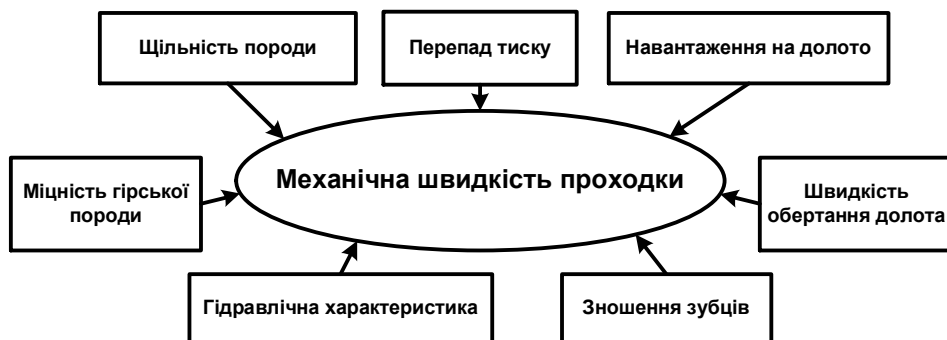 Щільність породи
Перепад тиску
Навантаження на долото
Механічна швидкість проходки
Міцність гірської
породи
Швидкість
обертання долота
Гідравлічна характеристика
Зношення зубців